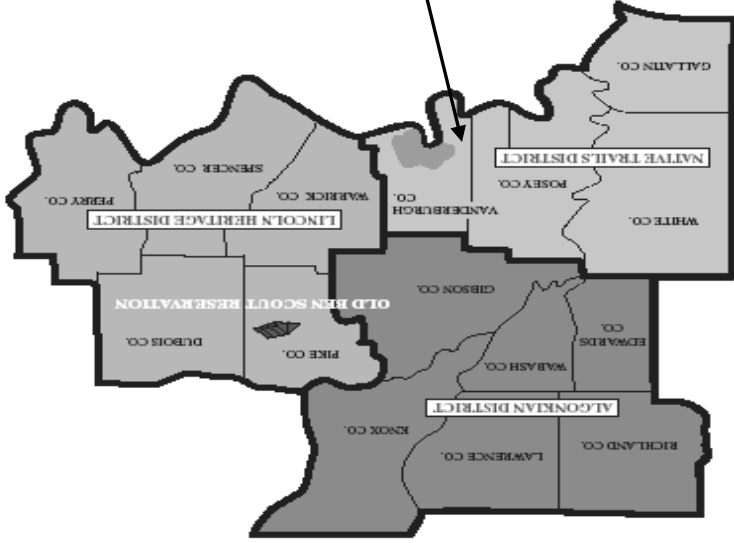 RICHLAND CO.
LAWRENCE CO.
KNOX CO.
ALGONKIAN DISTRICT
EDWARDS
CO.
WABASH CO.
PIKE CO.
DUBOIS CO.
OLD BEN SCOUT RESERVATION
GIBSON CO.
WHITE CO.
VANDERBURGH
CO.
LINCOLN HERITAGE DISTRICT
WARRICK CO.
PERRY CO.
POSEY CO.
SPENCER CO.
NATIVE TRAILS DISTRICT
GALLATIN CO.